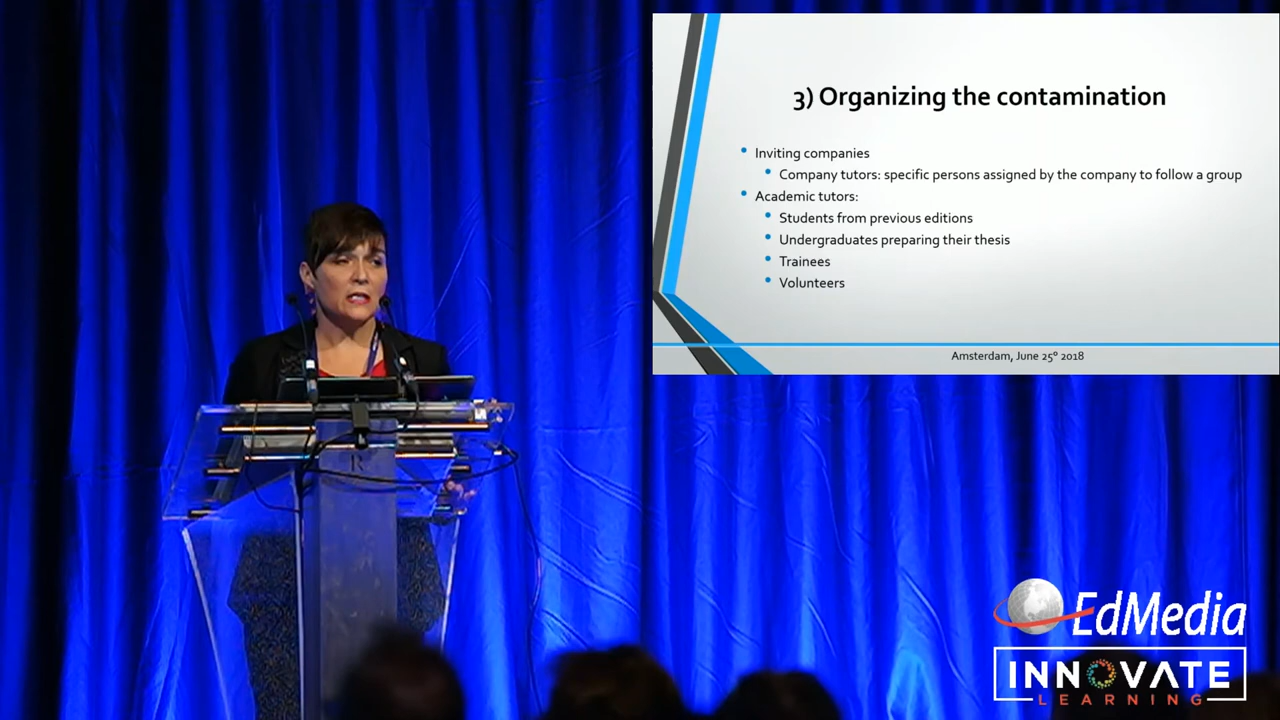 3) Organizing the contamination
Inviting companies
Company tutors: specific persons assigned by the company to follow a group
Academic tutors:
Students from previous editions
Undergraduates preparing their thesis
Trainees
Volunteers
Amsterdam, June 25º 2018
R
EdMedia
INNOVATE
LEARNING